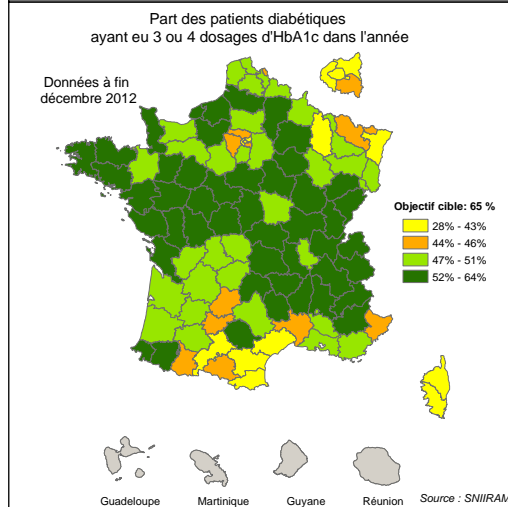 Part des patients diabétiques
ayant eu 3 ou 4 dosages d'HbA1c dans l'année
Données à fin
décembre 2012
Objectif cible: 65 %
28% - 43%
44% - 46%
47% - 51%
52% - 64%
Guadeloupe
Martinique
Guyane
Réunion
Source : SNIIRAM